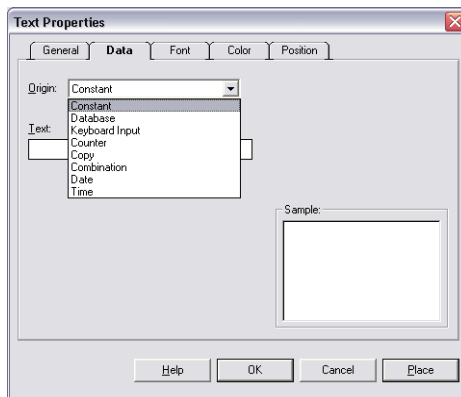 Text Properties
General Data Font Color Position
Origin: Constant
Constant
Database
Text: Keyboard Input
Counter
Copy
Combination
Date
Time
Sample:
Help OK Cancel Place